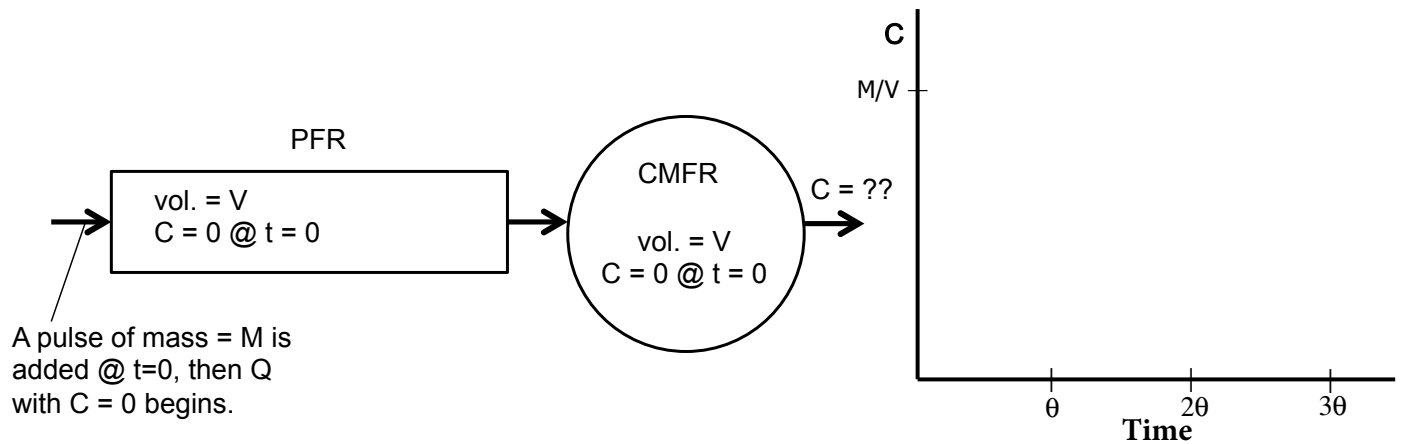 PFR
vol. = V
C = 0 @ t = 0
CMFR
vol. = V
C = 0 @ t = 0
C = ??
A pulse of mass = M is
added @ t=0, then Q
with C = 0 begins.
C
M/V
θ
2θ
3θ
Time